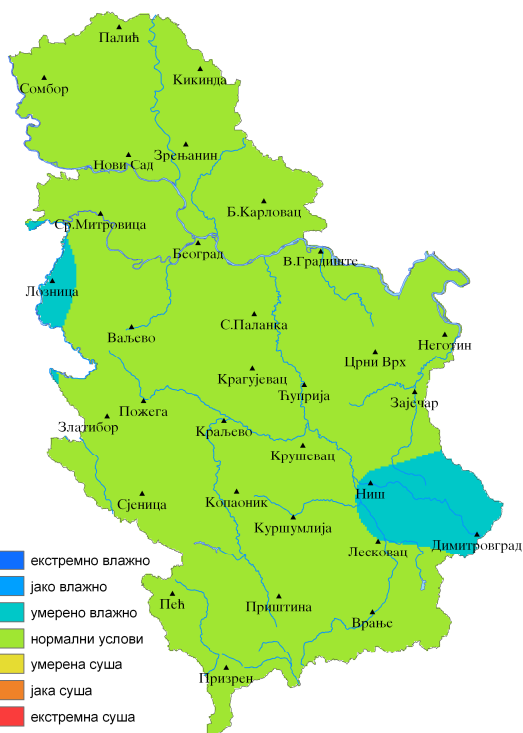 Палић
Кикинда
Сомбор
Зрењанин
Нови Сад
Б.Карловац
Ср.Митровица
Београд
В.Градиште
Лозница
С.Паланка
Ваљево
Неготин
Црни Врх
Крагујевац
Ћуприја
Зајечар
Пожега
Златибор
Краљево
Крушевац
Ниш
Сјеница
Копаоник
Куршумлија
Димитровград
Лесковац
екстремно влажно
јако влажно
Пећ
Приштина
умерено влажно
Врање
нормални услови
умерена суша
Призрен
јака суша
екстремна суша